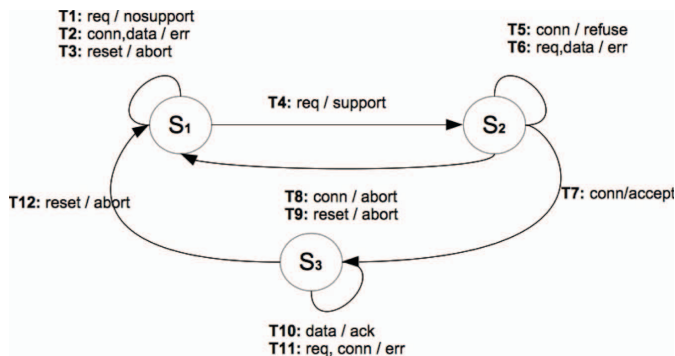 T1: req / nosupport
T2: conn,data / err
T3: reset / abort
T5: conn / refuse
T6: req,data / err
T4: req / support
S1
S2
T8: conn / abort
T9: reset / abort
T7: conn/accept
T12: reset / abort
S3
T10: data / ack
T11: req, conn / err